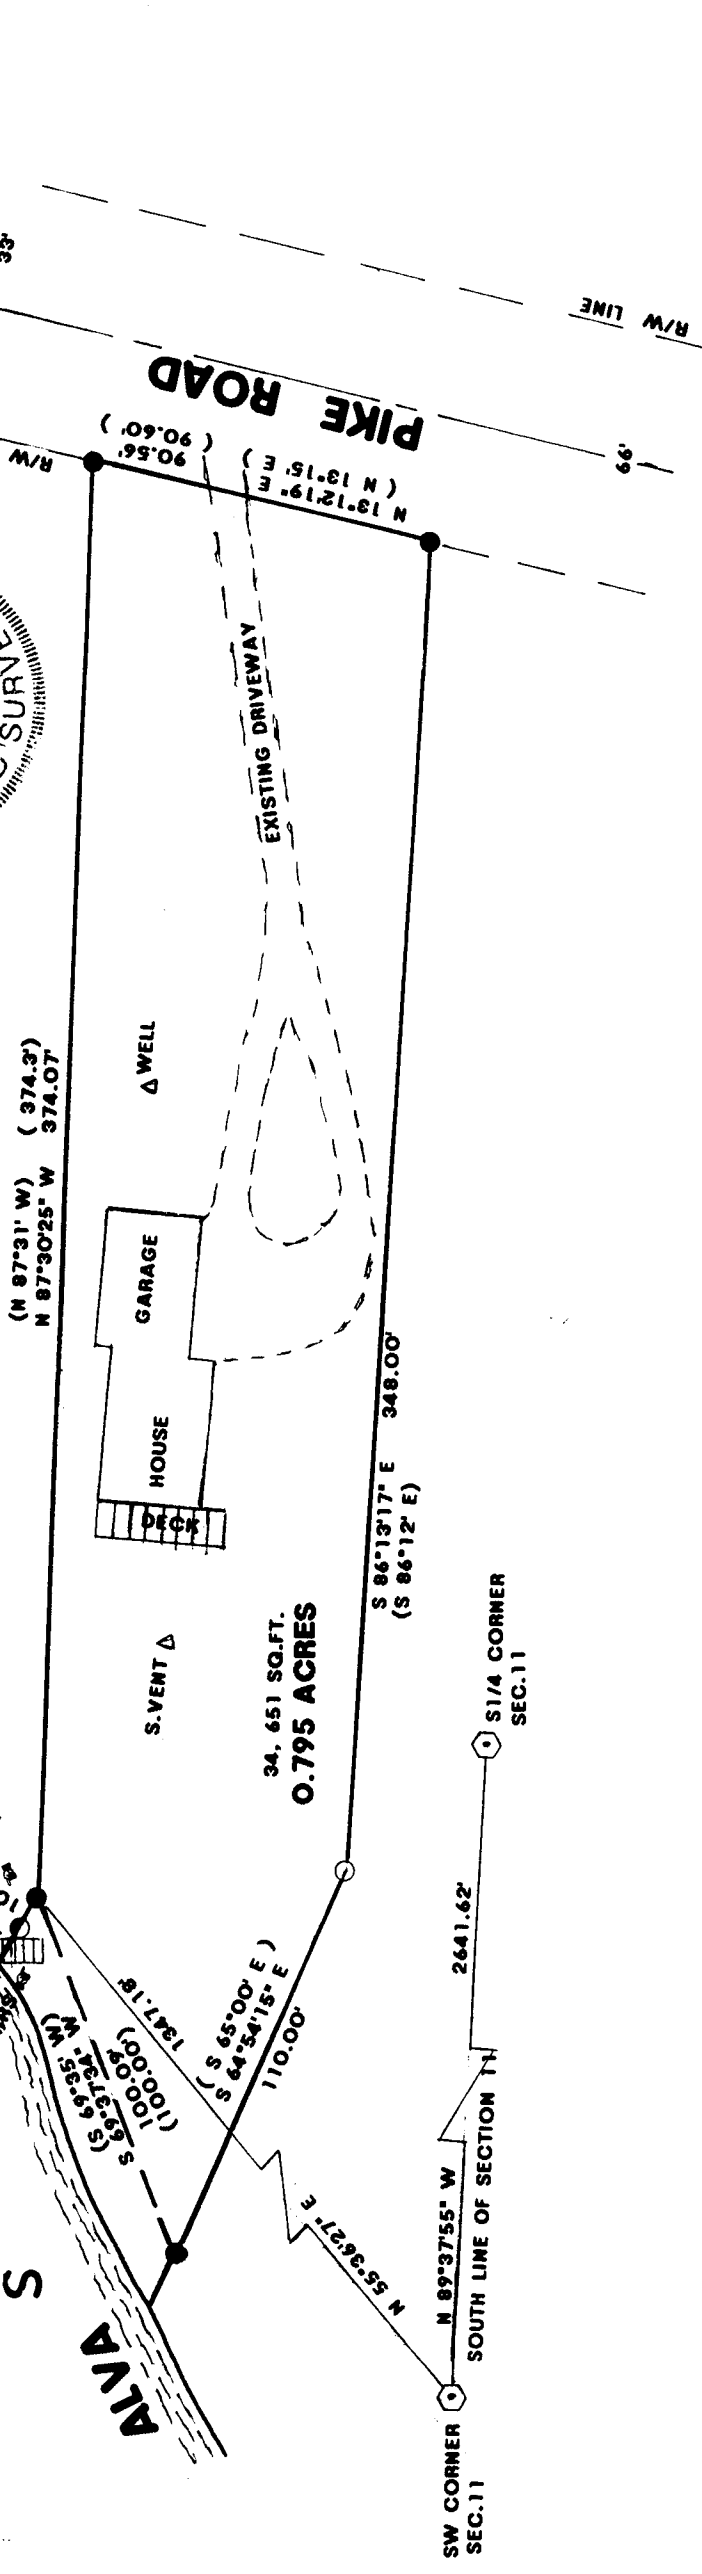 33'
R/W LINE
PIKE ROAD
66'
R/W
( 90.60' )
90.56'
N 13°12'19" E
( N 13°15' E )
SURVE
EXISTING DRIVEWAY
WELL
(N 87°31' W) ( 374.3')
N 87°30'25" W 374.07'
GARAGE
HOUSE
DECK
S.VENT
34, 651 SQ.FT.
0.795 ACRES
S 86°13'17" E 348.00'
(S 86°12' E)
S1/4 CORNER
SEC.11
2641.62'
N 89°37'55" W
SOUTH LINE OF SECTION 11
( S 65°00' E )
S 64°54'15" E
110.00'
1347.18'
N 55°36'27" E
(S 69°35' W)
S 69°37'34" W
100.09'
(100.00')
S
ALVA
SW CORNER
SEC.11